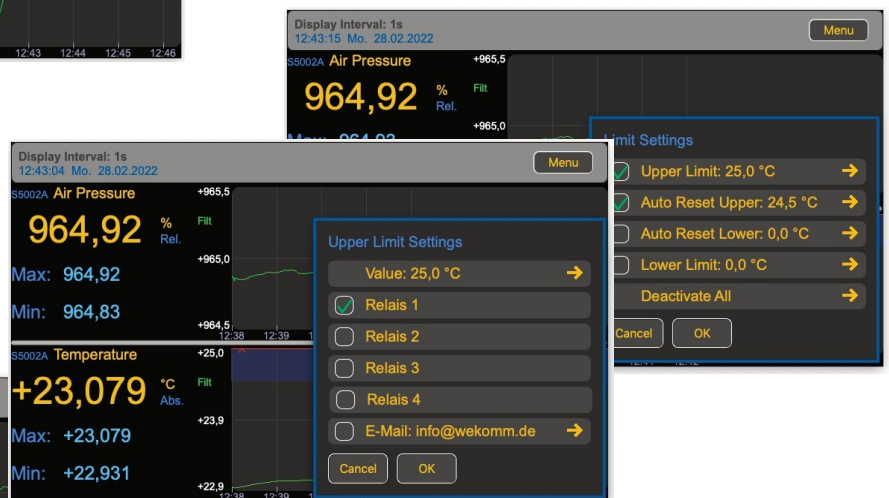 12:43 12:44 12:45 12:46
Display Interval: 1s
12:43:15 Mo. 28.02.2022
Menu
S5002A Air Pressure
+965,5
964,92 % Rel.
Filt
+965,0
Max: 964,93
Limit Settings
Upper Limit: 25,0 °C
Auto Reset Upper: 24,5 °C
Auto Reset Lower: 0,0 °C
Lower Limit: 0,0 °C
Deactivate All
Cancel OK
Display Interval: 1s
12:43:04 Mo. 28.02.2022
Menu
S5002A Air Pressure
+965,5
964,92 % Rel.
Filt
+965,0
Max: 964,92
Min: 964,83
+964,5
12:38 12:39
S5002A Temperature
+25,0
+23,079 °C Abs.
Filt
+23,9
Max: +23,079
Min: +22,931
+22,9
12:38 12:39
Upper Limit Settings
Value: 25,0 °C
Relais 1
Relais 2
Relais 3
Relais 4
E-Mail: info@wekomm.de
Cancel OK